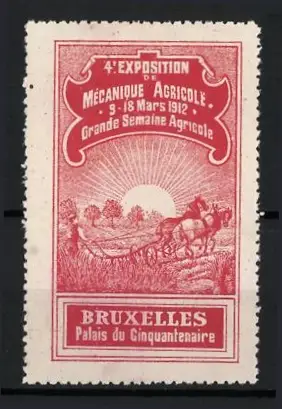 4e EXPOSITION
DE
MÉCANIQUE AGRICOLE
9-18 Mars 1912
Grande Semaine Agricole
BRUXELLES
Palais du Cinquantenaire